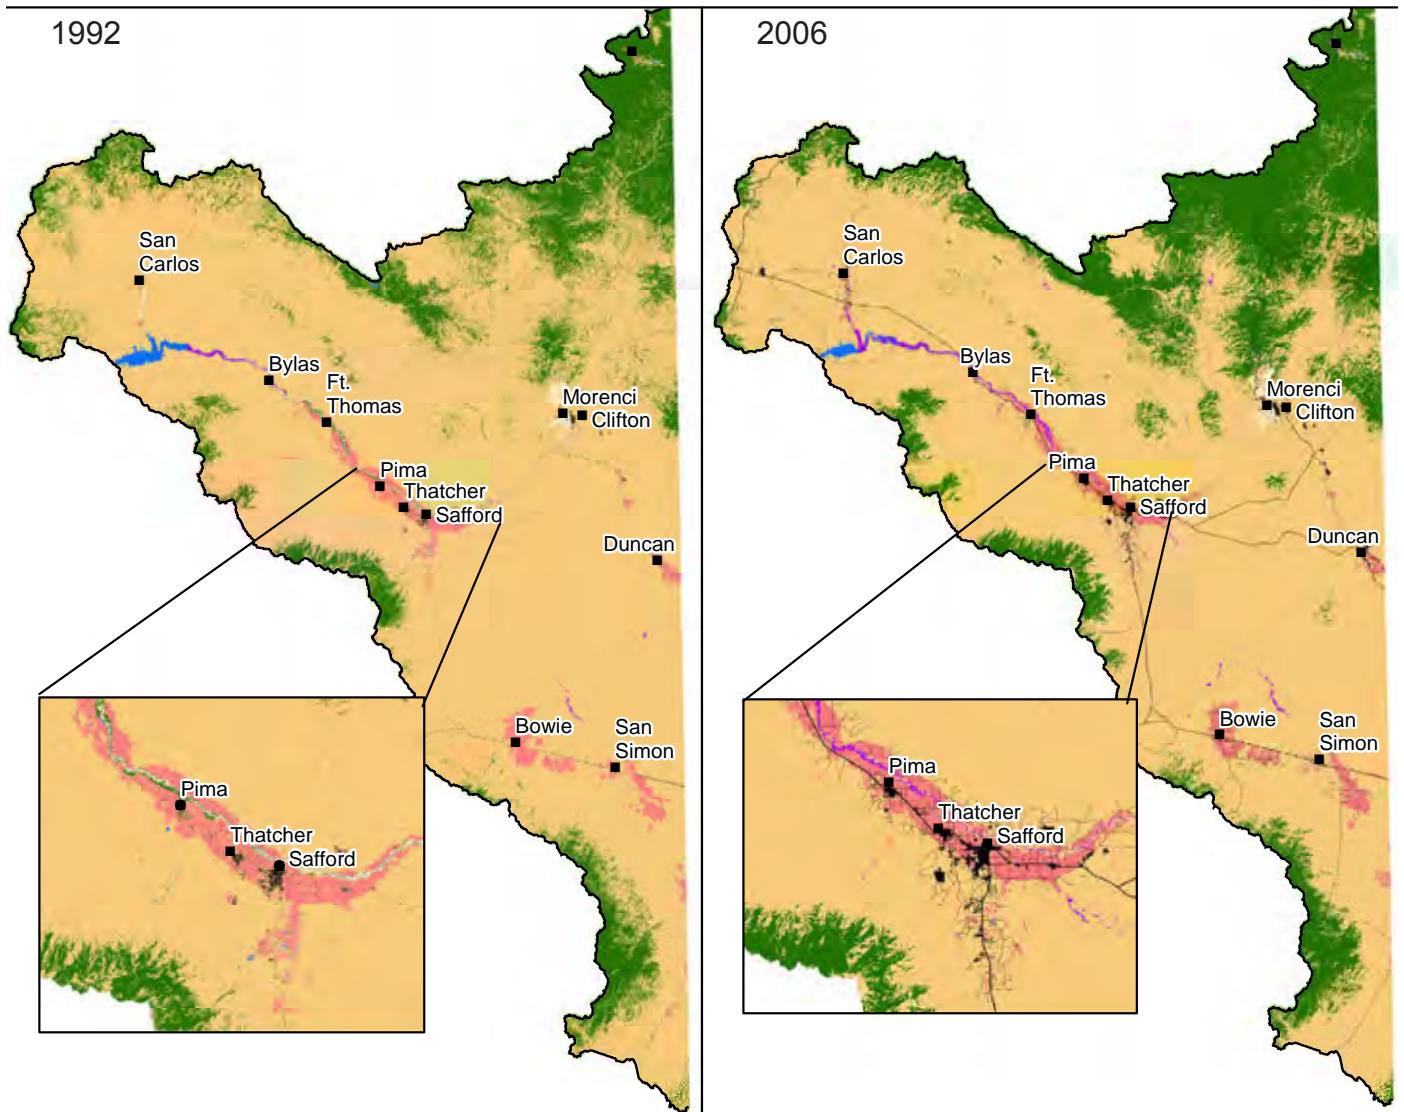 1992
San
Carlos
Bylas
Ft.
Thomas
Morenci
Clifton
Pima
Thatcher
Safford
Duncan
Bowie
San
Simon
Pima
Thatcher
Safford
2006
San
Carlos
Bylas
Ft.
Thomas
Morenci
Clifton
Pima
Thatcher
Safford
Duncan
Bowie
San
Simon
Pima
Thatcher
Safford